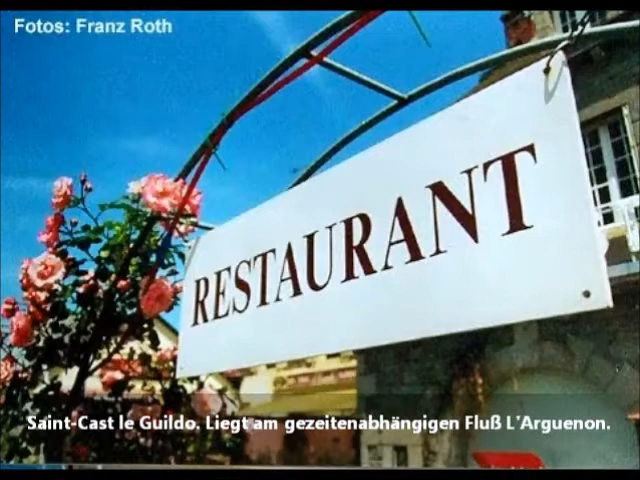 Fotos: Franz Roth
RESTAURANT
Saint-Cast le Guildo. Liegt am gezeitenabhängigen Fluß L'Arguenon.